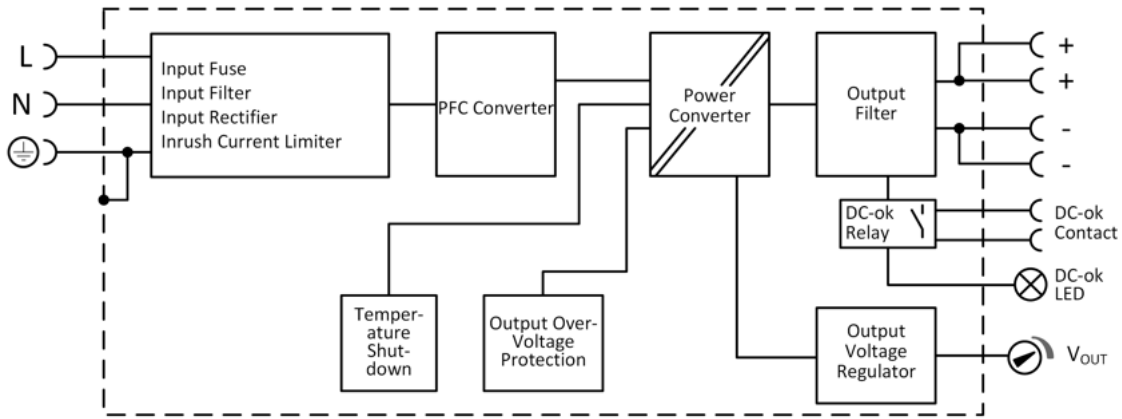 L
N
Input Fuse
Input Filter
Input Rectifier
Inrush Current Limiter
PFC Converter
Power
Converter
Output
Filter
+
+
-
-
DC-ok
Relay
DC-ok
Contact
DC-ok
LED
Temper-
ature
Shut-
down
Output Over-
Voltage
Protection
Output
Voltage
Regulator
VOUT